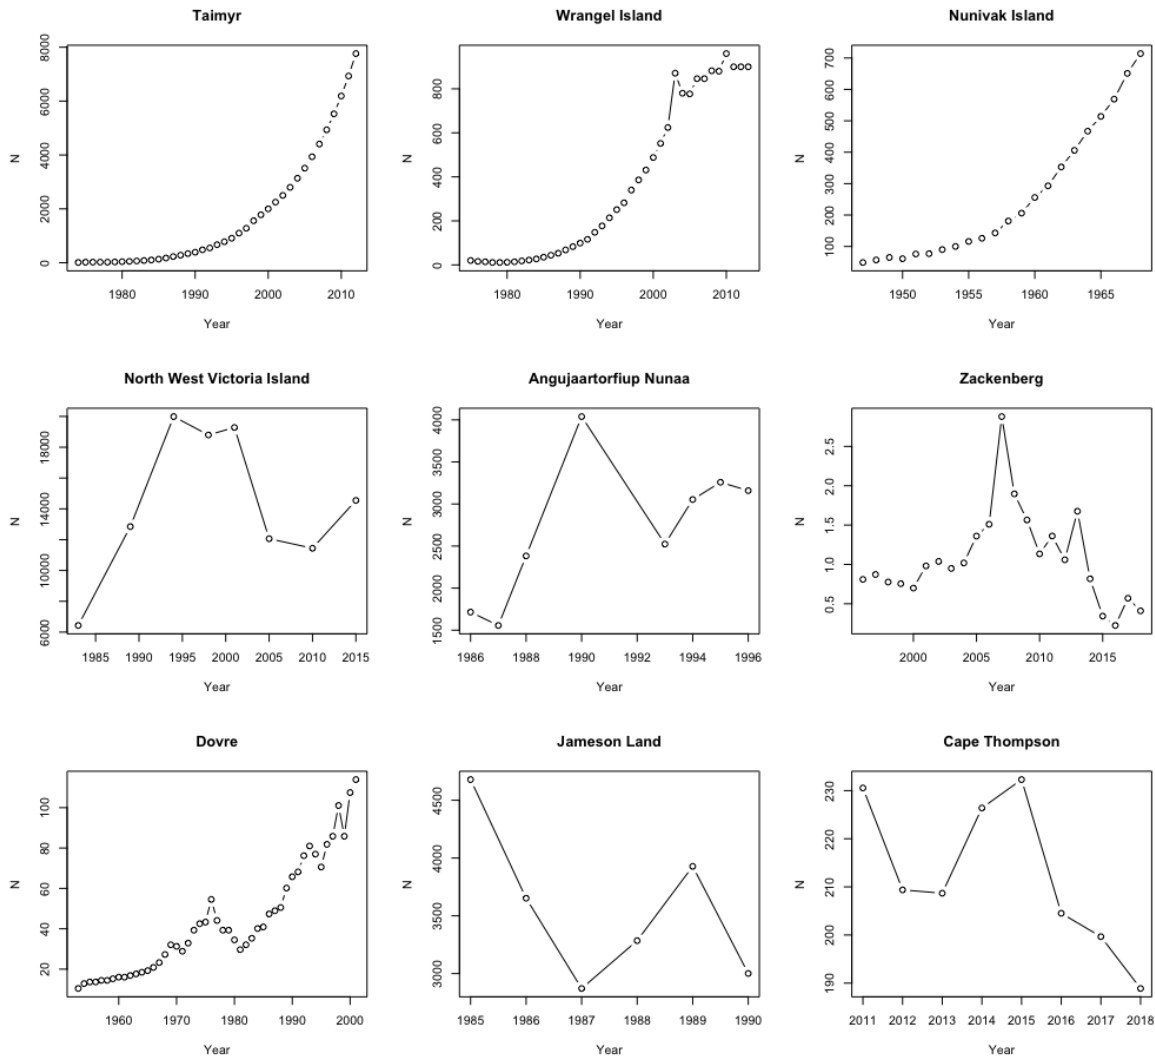 Taimyr
N
8000
6000
4000
2000
0
1980 1990 2000 2010
Year
Wrangel Island
N
800
600
400
200
0
1980 1990 2000 2010
Year
Nunivak Island
N
700
600
500
400
300
200
100
1950 1955 1960 1965
Year
North West Victoria Island
N
18000
14000
10000
6000
1985 1990 1995 2000 2005 2010 2015
Year
Angujaartorfiup Nunaa
N
4000
3500
3000
2500
2000
1500
1986 1988 1990 1992 1994 1996
Year
Zackenberg
N
2.5
2.0
1.5
1.0
0.5
2000 2005 2010 2015
Year
Dovre
N
100
80
60
40
20
1960 1970 1980 1990 2000
Year
Jameson Land
N
4500
4000
3500
3000
1985 1986 1987 1988 1989 1990
Year
Cape Thompson
N
230
220
210
200
190
2011 2012 2013 2014 2015 2016 2017 2018
Year